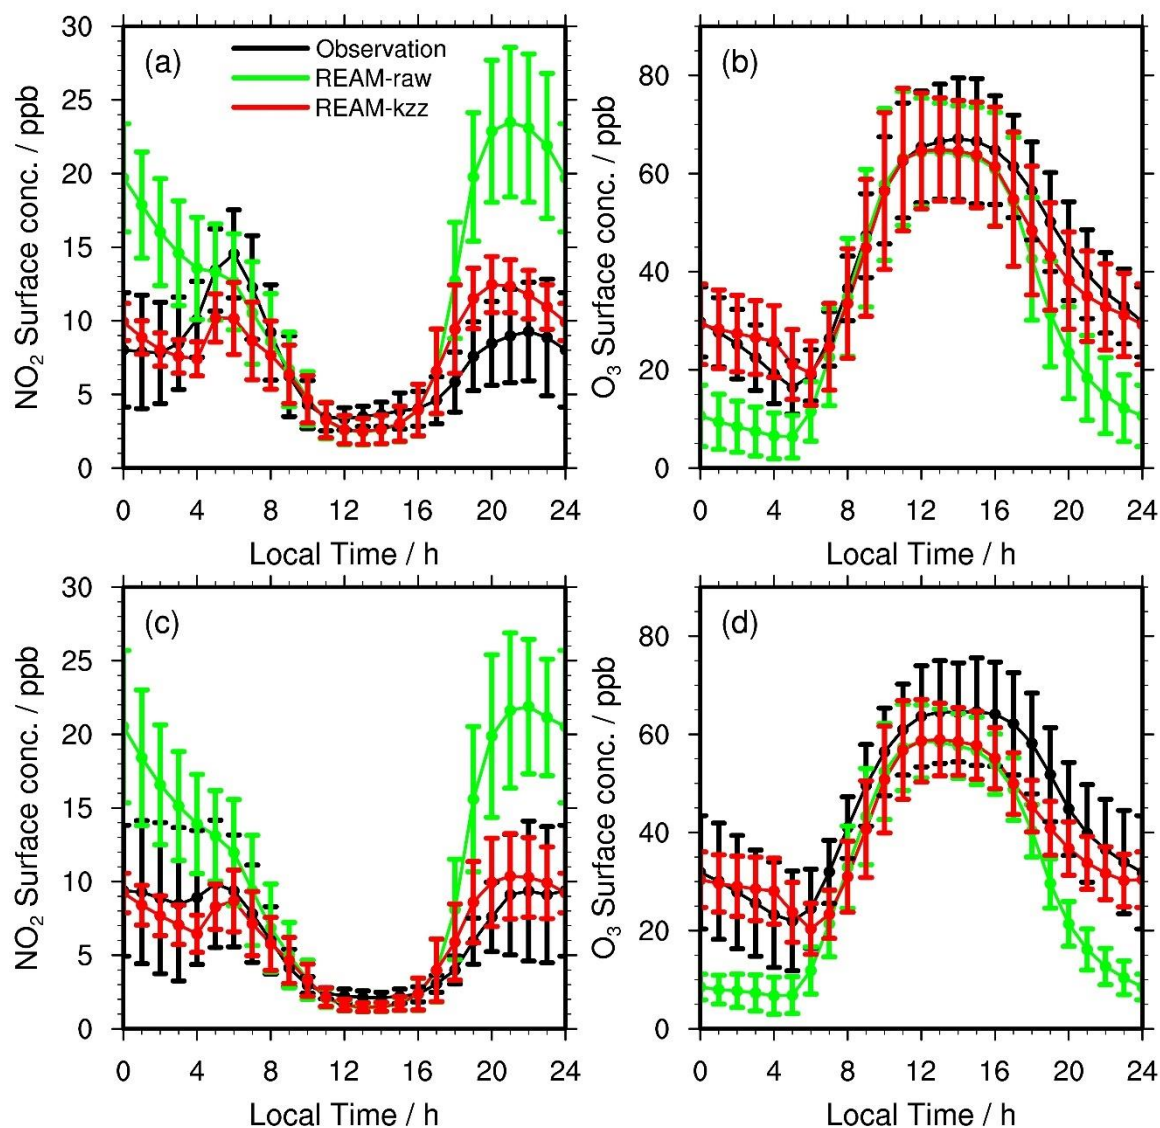 (a)
Observation
REAM-raw
REAM-kzz
NO₂ Surface conc. / ppb
30
25
20
15
10
5
0
0 4 8 12 16 20 24
Local Time / h
(b)
O₃ Surface conc. / ppb
80
60
40
20
0
0 4 8 12 16 20 24
Local Time / h
(c)
NO₂ Surface conc. / ppb
30
25
20
15
10
5
0
0 4 8 12 16 20 24
Local Time / h
(d)
O₃ Surface conc. / ppb
80
60
40
20
0
0 4 8 12 16 20 24
Local Time / h